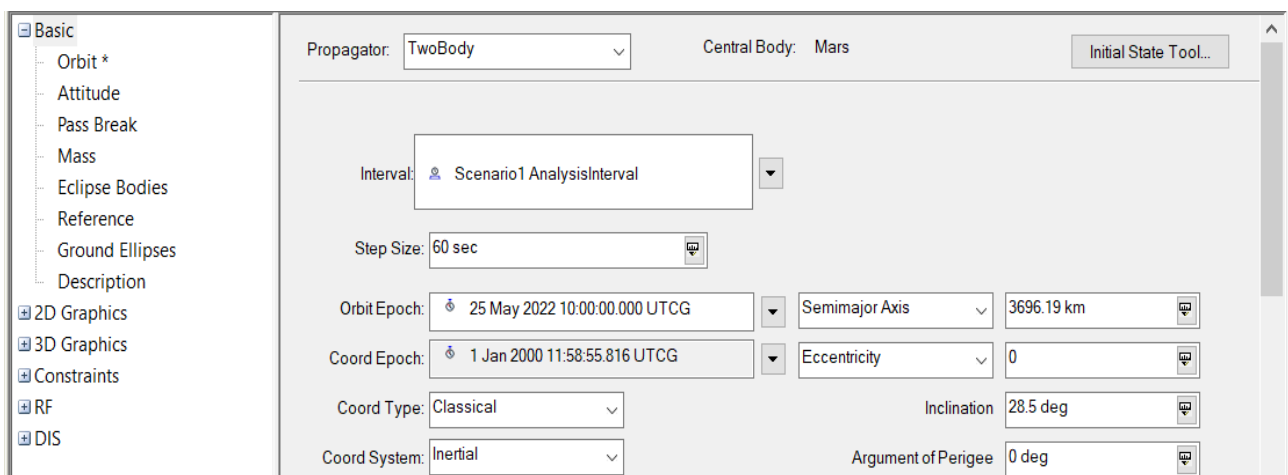 Basic
Orbit *
Attitude
Pass Break
Mass
Eclipse Bodies
Reference
Ground Ellipses
Description
2D Graphics
3D Graphics
Constraints
RF
DIS
Propagator: TwoBody Central Body: Mars Initial State Tool...
Interval: Scenario1 AnalysisInterval
Step Size: 60 sec
Orbit Epoch: 25 May 2022 10:00:00.000 UTCG Semimajor Axis 3696.19 km
Coord Epoch: 1 Jan 2000 11:58:55.816 UTCG Eccentricity 0
Coord Type: Classical Inclination 28.5 deg
Coord System: Inertial Argument of Perigee 0 deg